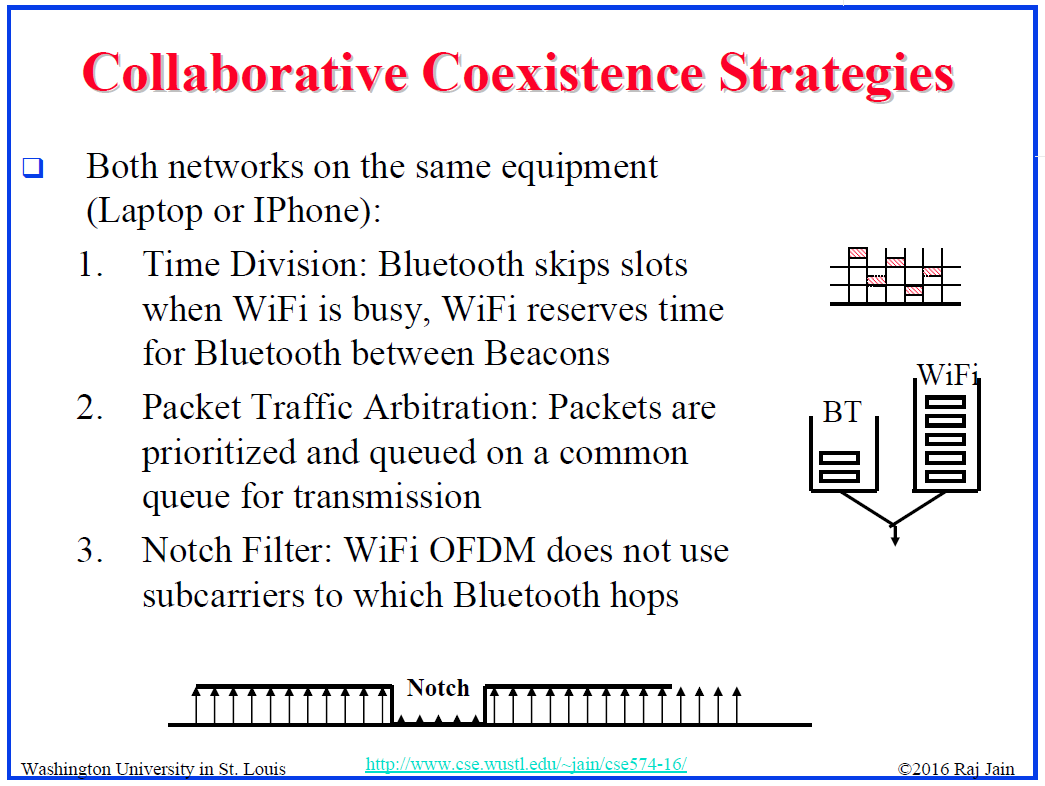 Collaborative Coexistence Strategies
Both networks on the same equipment
(Laptop or IPhone):
1. Time Division: Bluetooth skips slots
when WiFi is busy, WiFi reserves time
for Bluetooth between Beacons
2. Packet Traffic Arbitration: Packets are
prioritized and queued on a common
queue for transmission
3. Notch Filter: WiFi OFDM does not use
subcarriers to which Bluetooth hops
WiFi
BT
Notch
Washington University in St. Louis
http://www.cse.wustl.edu/~jain/cse574-16/
©2016 Raj Jain